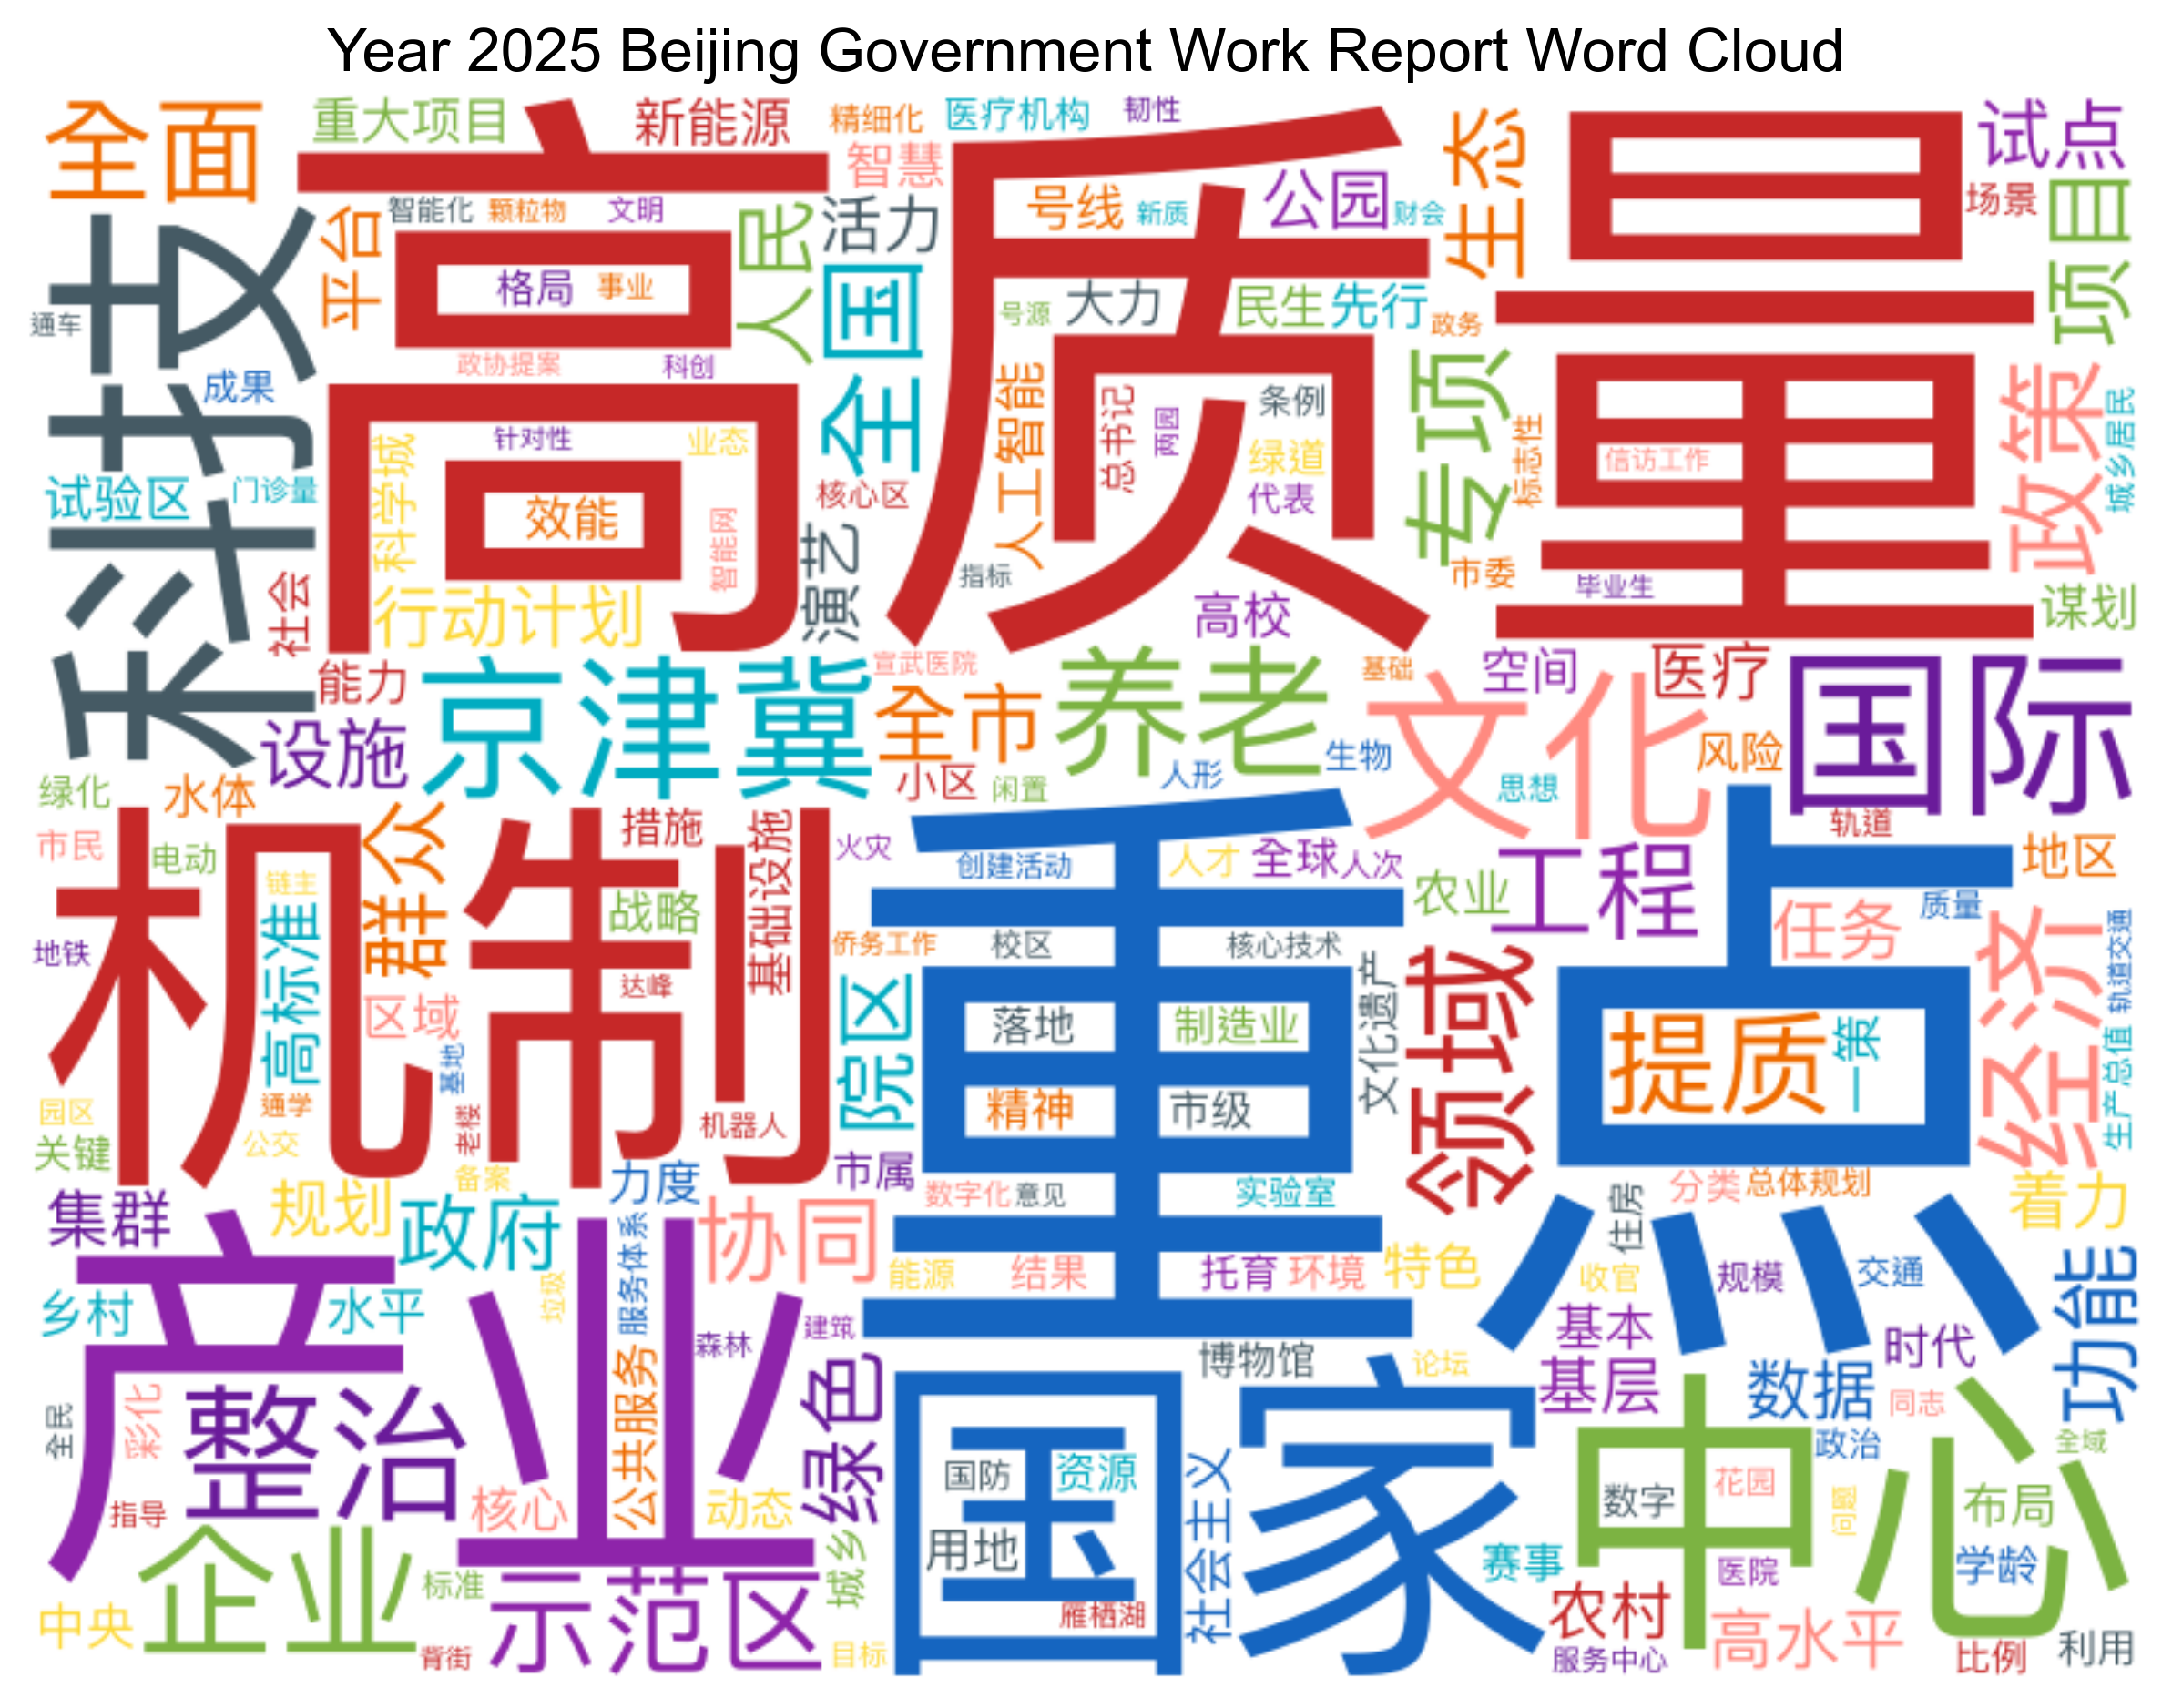 Year 2025 Beijing Government Work Report Word Cloud
全面
重大项目
新能源
精细化
医疗机构
韧性
生态
试点
高质量
智慧
智能化
颗粒物
文明
人民
活力
号线
新质
公园
财会
场景
项目
科技
平台
格局
事业
全国
号源
大力
民生
先行
政务
通车
政协提案
科创
成果
人工智能
总书记
两园
条例
专项
标志性
政策
城乡居民
科学城
针对性
业态
绿道
信访工作
试验区
门诊量
效能
智能网
核心区
代表
演艺
指标
市委
毕业生
社会
行动计划
高校
谋划
能力
京津冀
宣武医院
全市
养老
基础
文化
空间
医疗
国际
设施
小区
闲置
人形
生物
思想
风险
绿化
水体
群众
措施
基础设施
火灾
重点
轨道
市民
电动
机制
创建活动
人才
全球
人次
农业
工程
地区
链主
战略
任务
质量
地铁
高标准
侨务工作
校区
核心技术
文化遗产
领域
经济
轨道交通
区域
达峰
院区
落地
制造业
提质
一策
生产总值
基地
园区
通学
老楼
机器人
精神
市级
关键
公交
备案
力度
市属
数字化
意见
实验室
住房
分类
总体规划
着力
集群
规划
政府
服务体系
协同
能源
结果
托育
环境
特色
收官
规模
交通
功能
产业
乡村
水平
垃圾
森林
建筑
基本
时代
博物馆
论坛
全民
彩化
整治
公共服务
绿色
国家
基层
数据
同志
中心
政治
全域
国防
资源
社会主义
数字
花园
问题
布局
指导
核心
动态
用地
赛事
医院
学龄
企业
标准
示范区
城乡
中央
背街
目标
雁栖湖
农村
服务中心
高水平
比例
利用